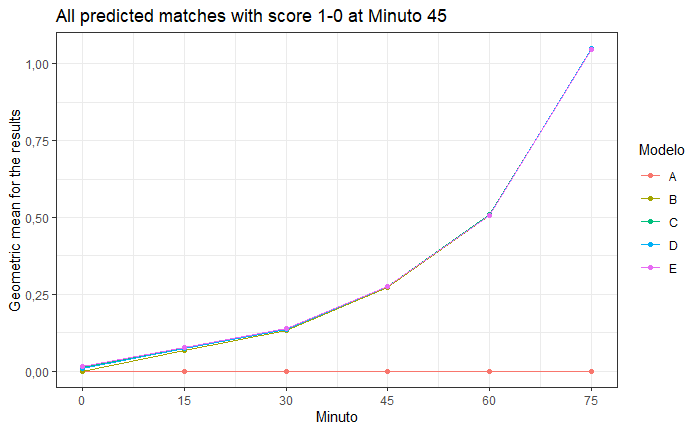 All predicted matches with score 1-0 at Minuto 45
Geometric mean for the results
1,00
0,75
0,50
0,25
0,00
0 15 30 45 60 75
Minuto
Modelo
A
B
C
D
E